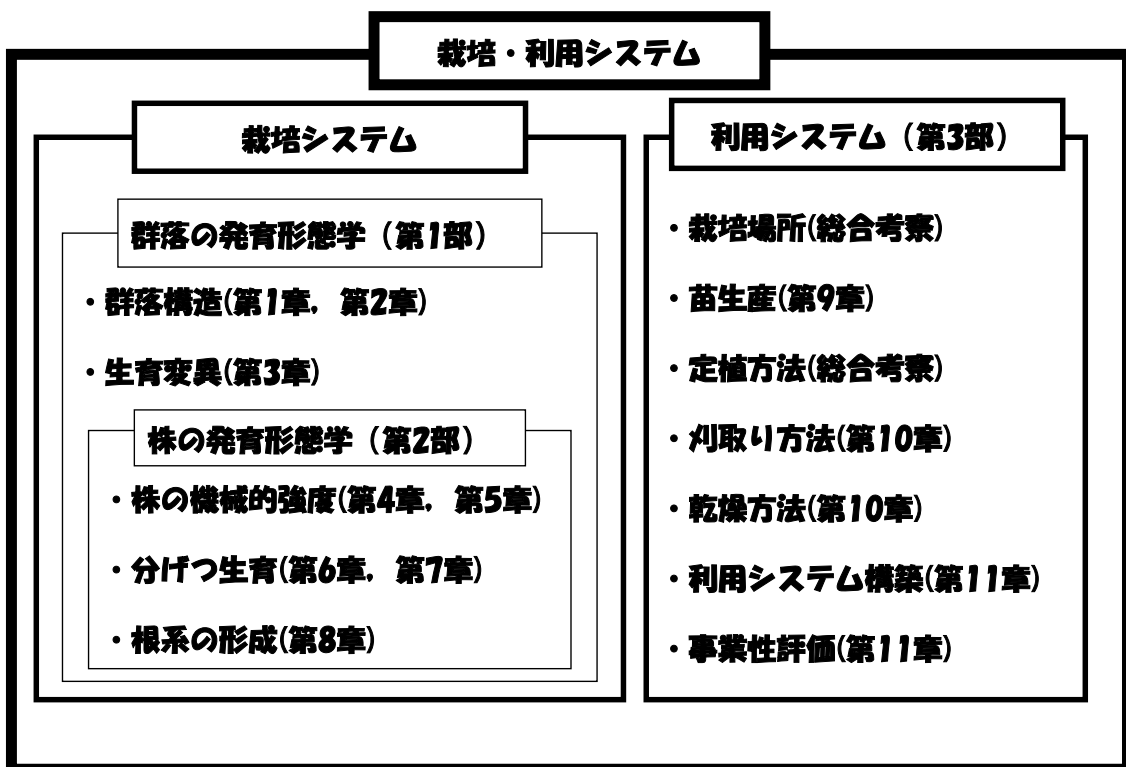 栽培・利用システム
栽培システム
群落の発育形態学（第1部）
・群落構造(第1章，第2章)
・生育変異(第3章)
株の発育形態学（第2部）
・株の機械的強度(第4章，第5章)
・分げつ生育(第6章，第7章)
・根系の形成(第8章)
利用システム（第3部）
・栽培場所(総合考察)
・苗生産(第9章)
・定植方法(総合考察)
・刈取り方法(第10章)
・乾燥方法(第10章)
・利用システム構築(第11章)
・事業性評価(第11章)